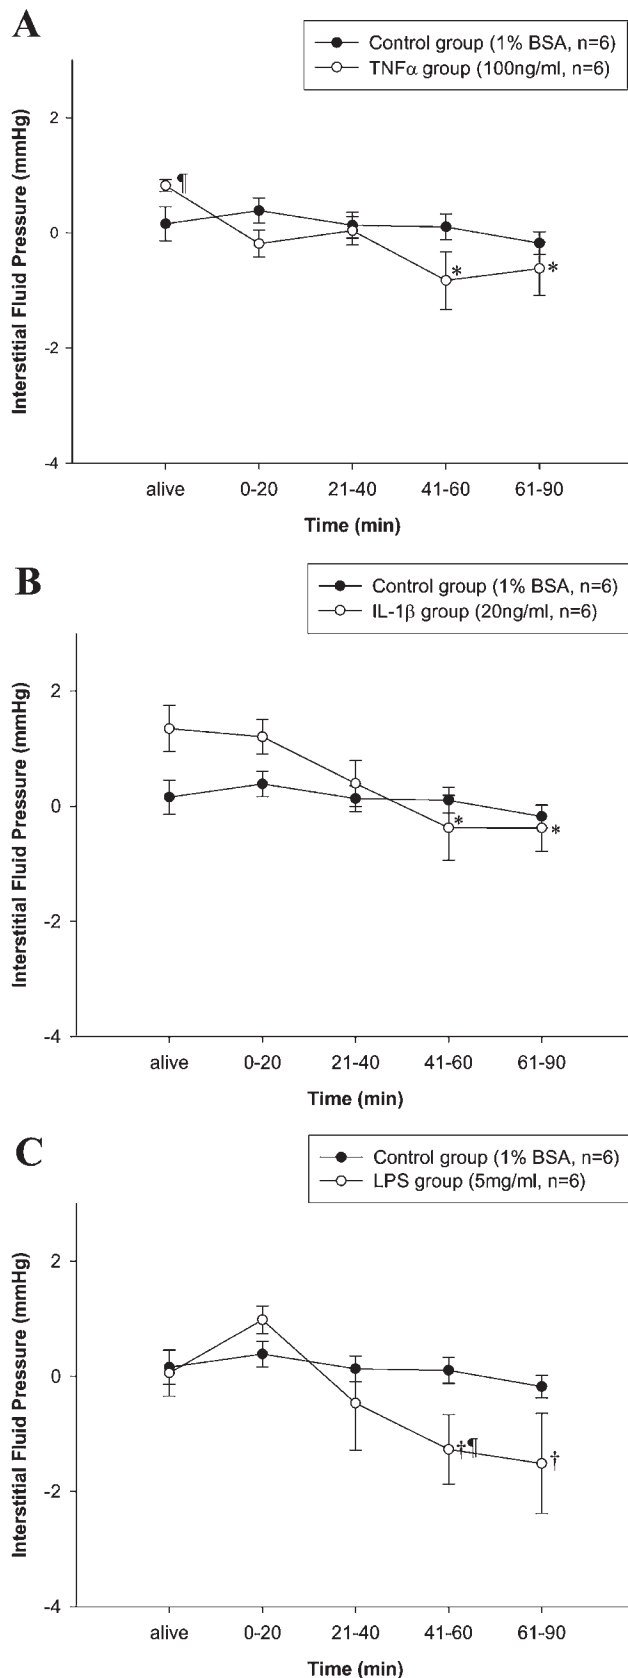 A
Control group (1% BSA, n=6)
TNFα group (100ng/ml, n=6)
Interstitial Fluid Pressure (mmHg)
2
0
-2
-4
¶
*
*
alive 0-20 21-40 41-60 61-90
Time (min)
B
Control group (1% BSA, n=6)
IL-1β group (20ng/ml, n=6)
Interstitial Fluid Pressure (mmHg)
2
0
-2
-4
*
*
alive 0-20 21-40 41-60 61-90
Time (min)
C
Control group (1% BSA, n=6)
LPS group (5mg/ml, n=6)
Interstitial Fluid Pressure (mmHg)
2
0
-2
-4
‡¶
†
alive 0-20 21-40 41-60 61-90
Time (min)